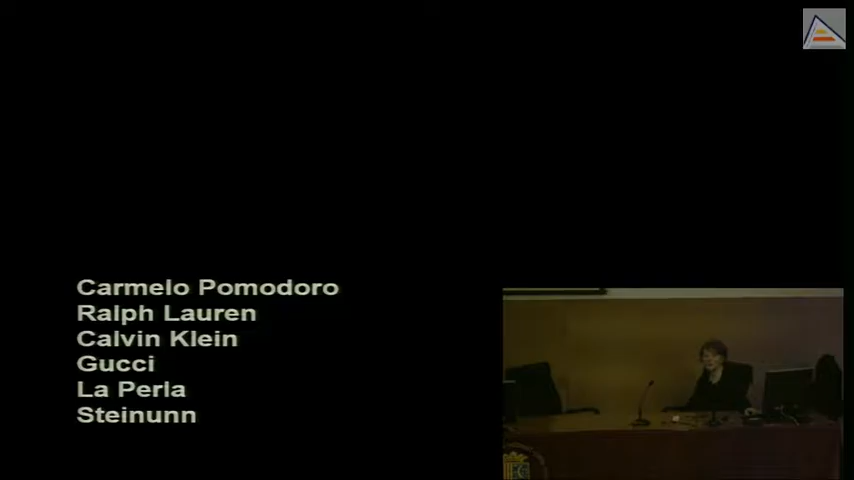 Carmelo Pomodoro
Ralph Lauren
Calvin Klein
Gucci
La Perla
Steinunn